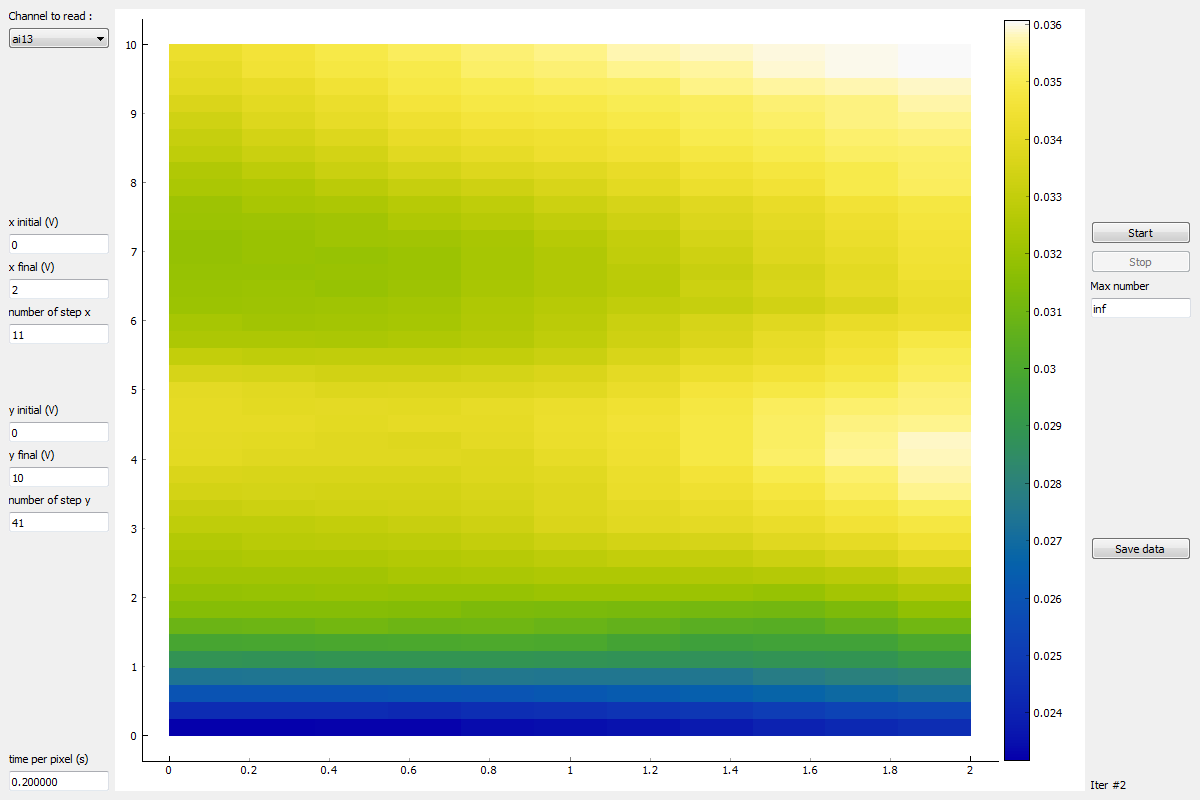 Channel to read :
ai13
x initial (V)
0
x final (V)
2
number of step x
11
y initial (V)
0
y final (V)
10
number of step y
41
time per pixel (s)
0.200000
10
9
8
7
6
5
4
3
2
1
0
0 0.2 0.4 0.6 0.8 1 1.2 1.4 1.6 1.8 2
0.036
0.035
0.034
0.033
0.032
0.031
0.03
0.029
0.028
0.027
0.026
0.025
0.024
Start
Stop
Max number
inf
Save data
Iter #2